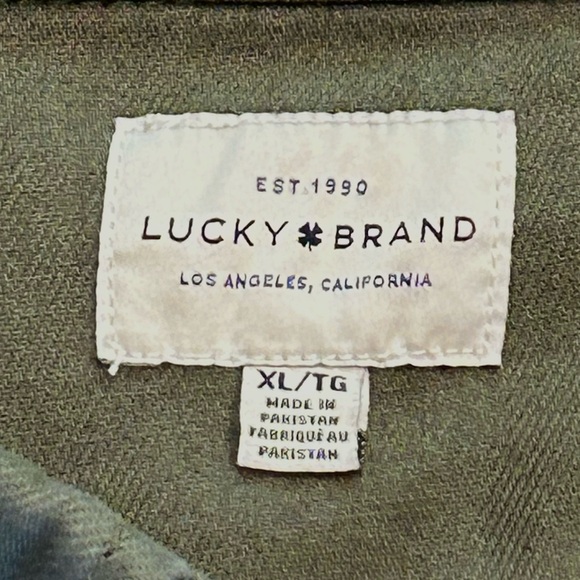 EST. 1990
LUCKY BRAND
LOS ANGELES, CALIFORNIA
XL/TG
MADE IN
PAKISTAN
FABRIQUÉ AU
PAKISTAN